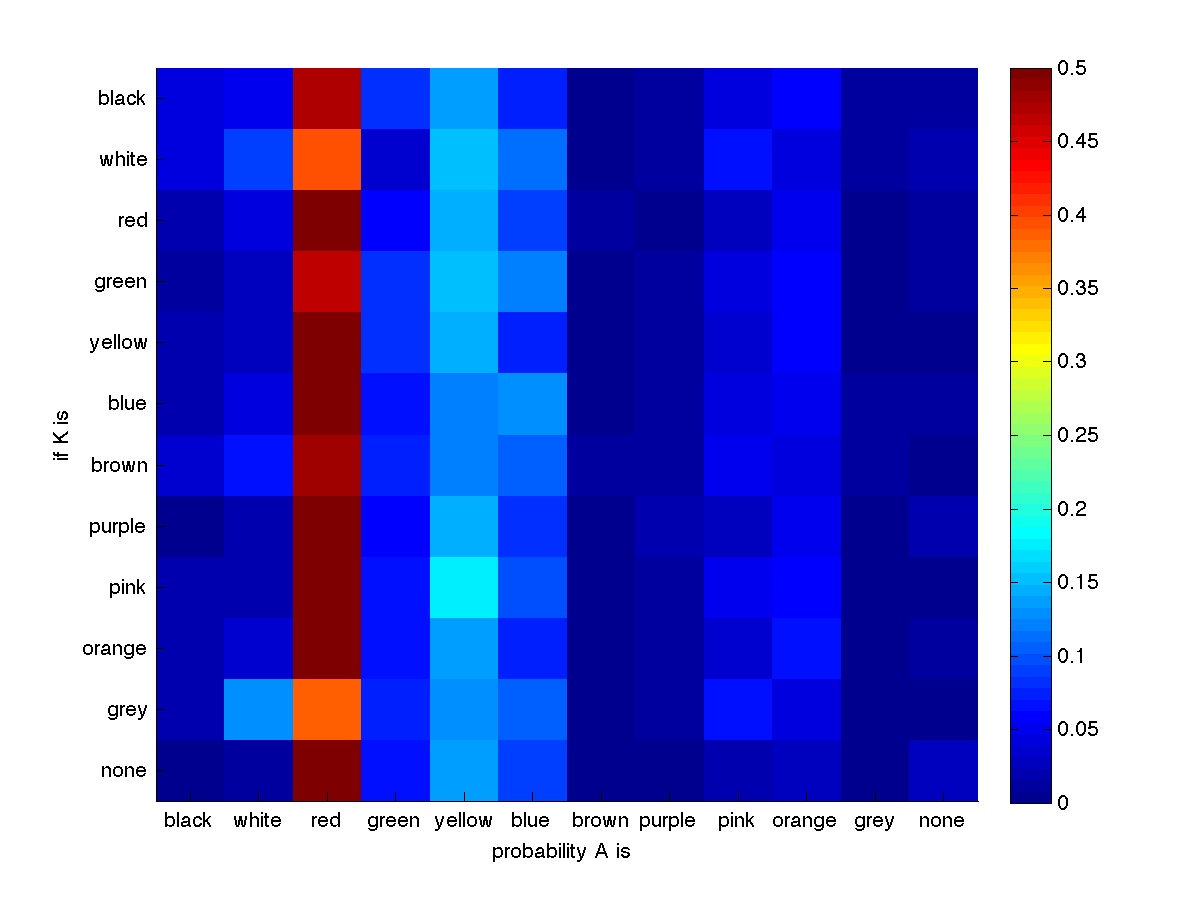 black
white
red
green
yellow
blue
brown
purple
pink
orange
grey
none
if K is
black white red green yellow blue brown purple pink orange grey none
probability A is
0.5
0.45
0.4
0.35
0.3
0.25
0.2
0.15
0.1
0.05
0